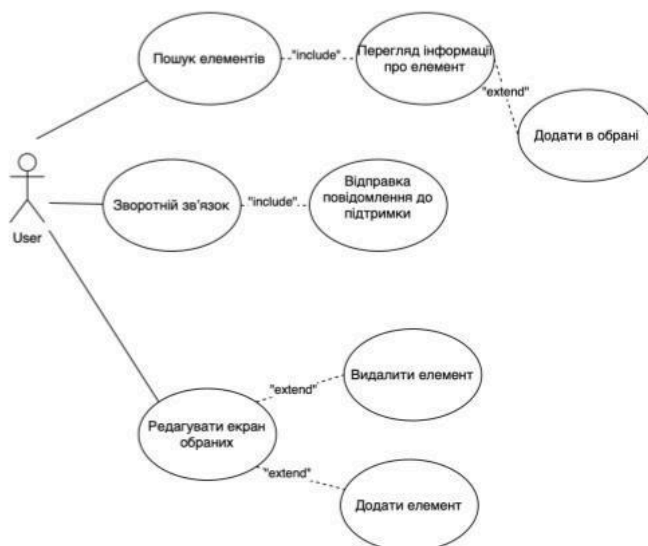 Пошук елементів
"include"
Перегляд інформації
про елемент
"extend"
Додати в обрані
User
Зворотній зв'язок
"include"
Відправка
повідомлення до
підтримки
Редагувати екран
обраних
"extend"
Видалити елемент
"extend"
Додати елемент